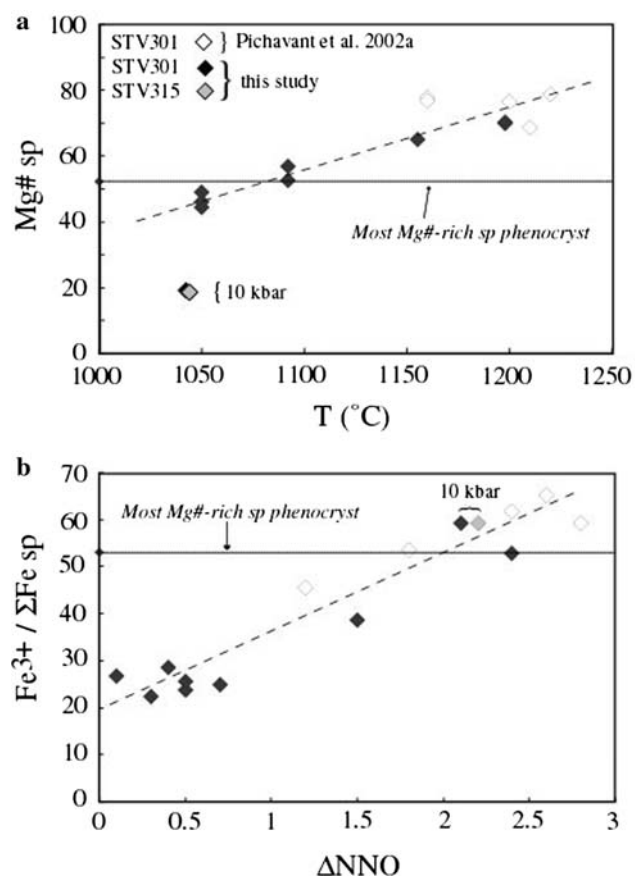 a
STV301 } Pichavant et al. 2002a
STV301
STV315 } this study
100
80
60
40
20
0
Mg# sp
Most Mg#-rich sp phenocryst
{ 10 kbar
1000 1050 1100 1150 1200 1250
T (°C)
b
70
60
50
40
30
20
10
0
Fe3+ / ΣFe sp
Most Mg#-rich sp phenocryst
10 kbar
0 0.5 1 1.5 2 2.5 3
ΔNNO